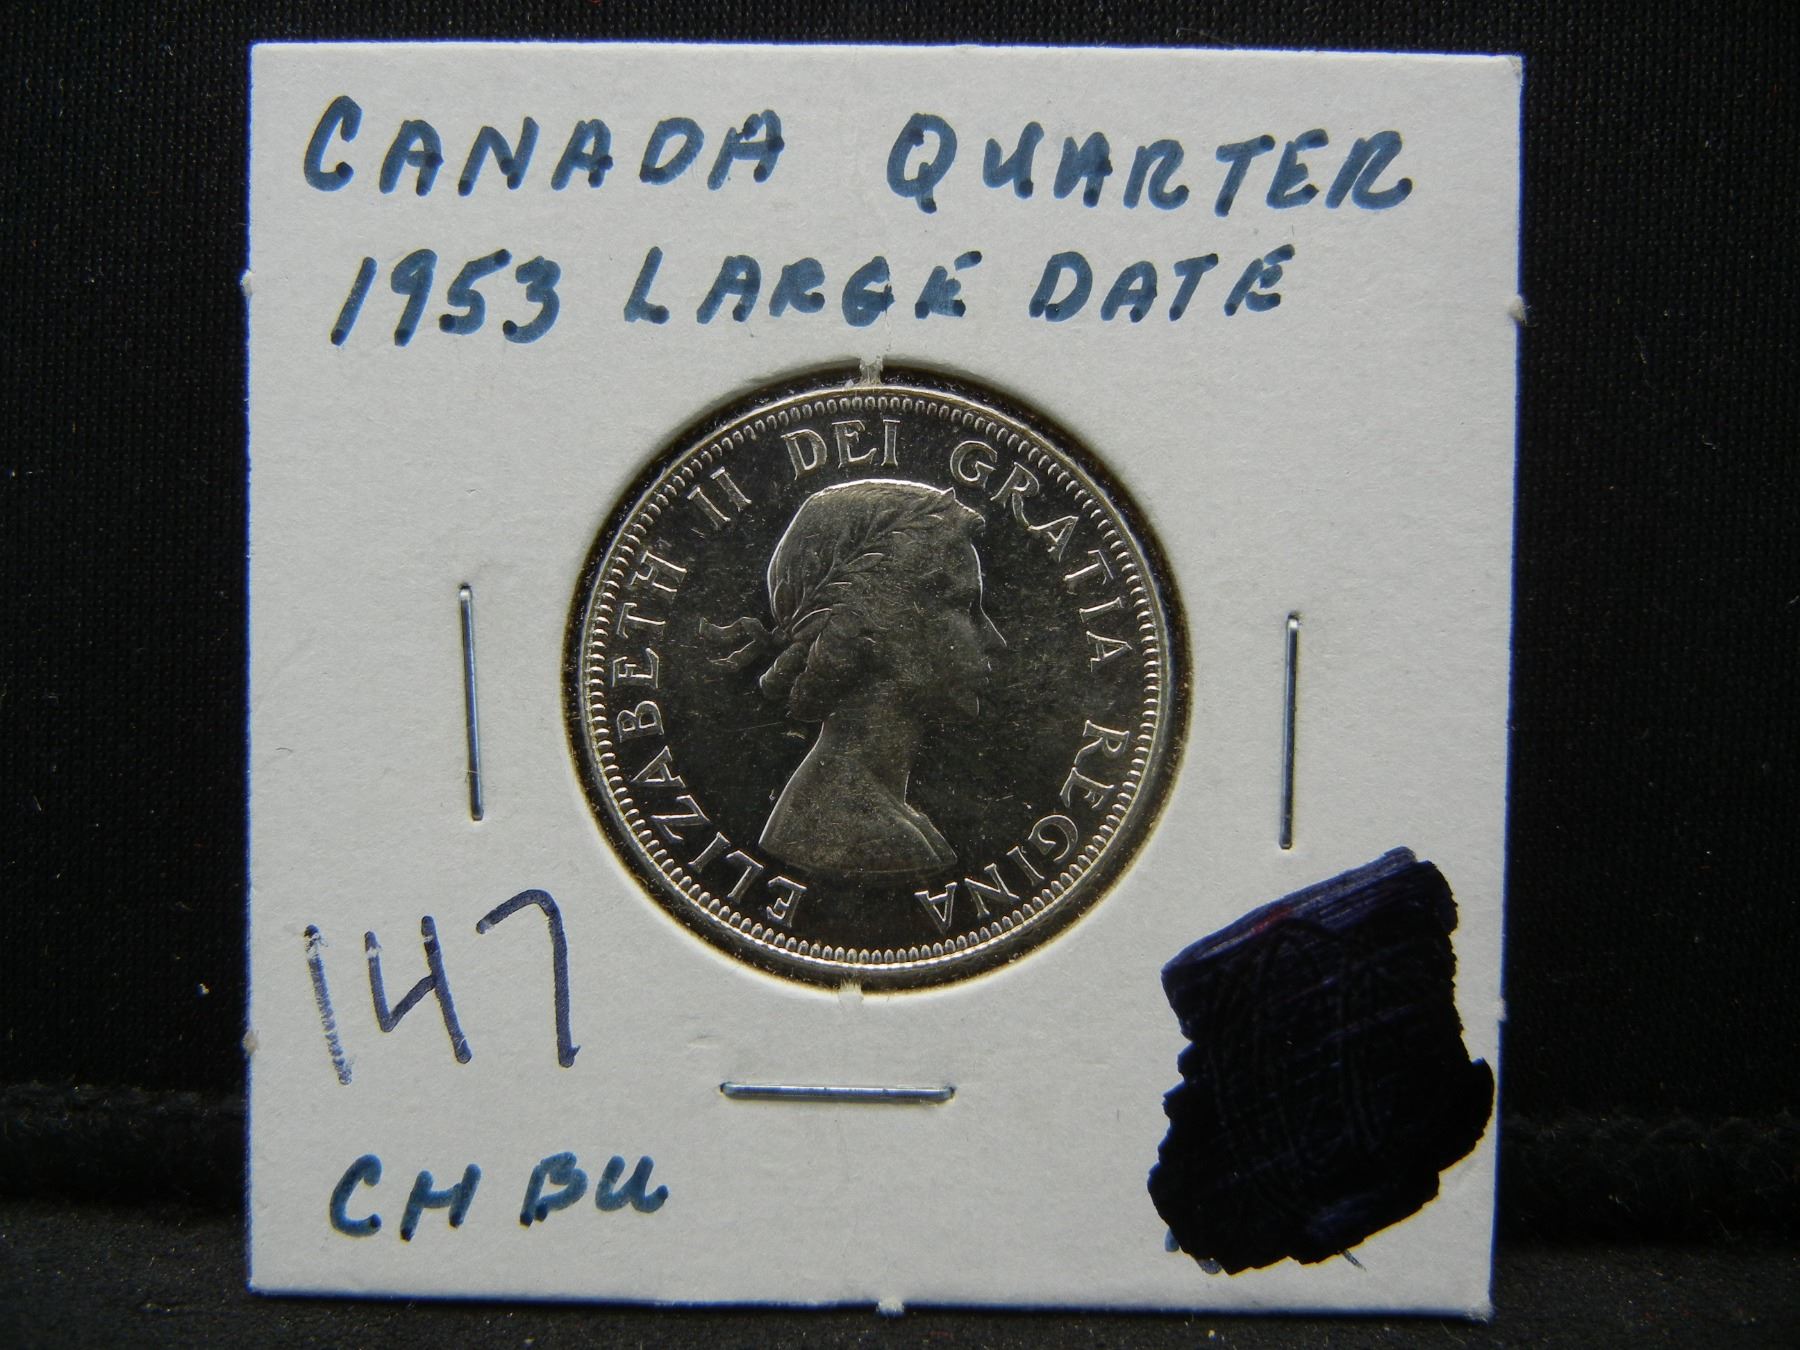 CANADA QUARTER
1953 LARGE DATE
ELIZABETH II DEI GRATIA REGINA
147
CH BU